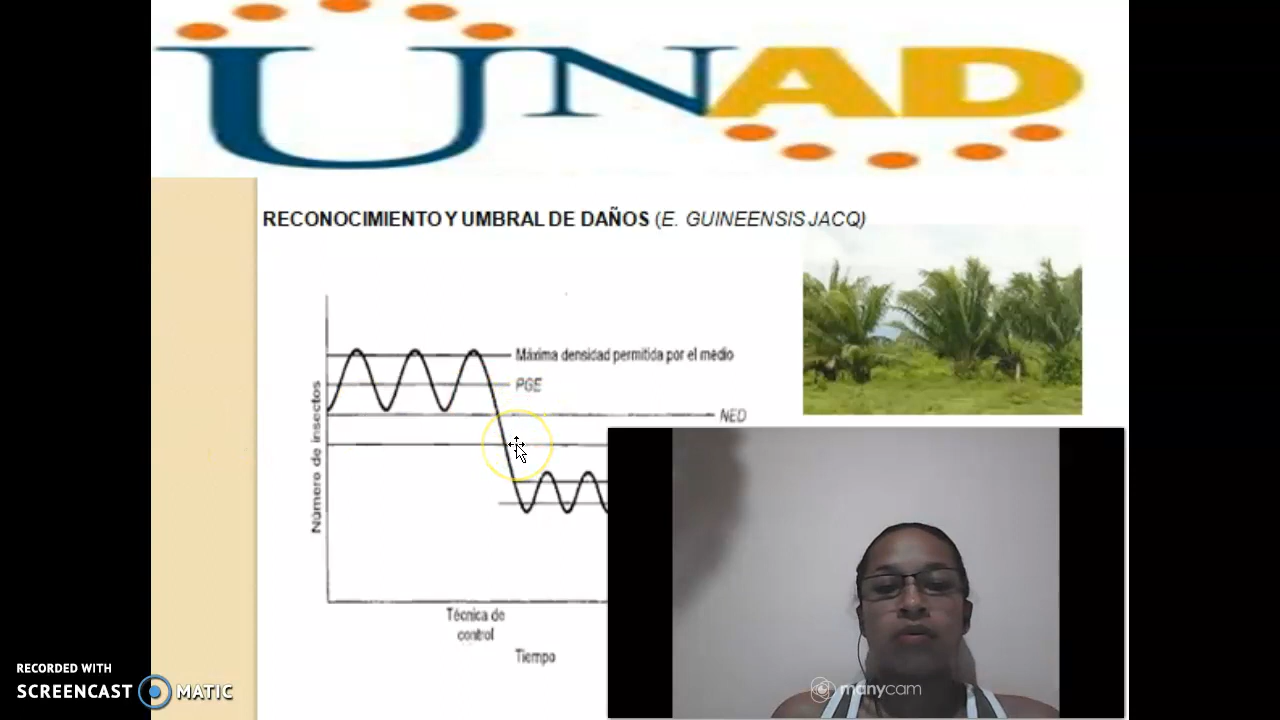 UNAD
RECONOCIMIENTO Y UMBRAL DE DAÑOS (E. GUINEENSIS JACQ)
Máxima densidad permitida por el medio
PGE
NED
Número de insectos
Técnica de
control
Tiempo
RECORDED WITH
SCREENCAST MATIC
manycam